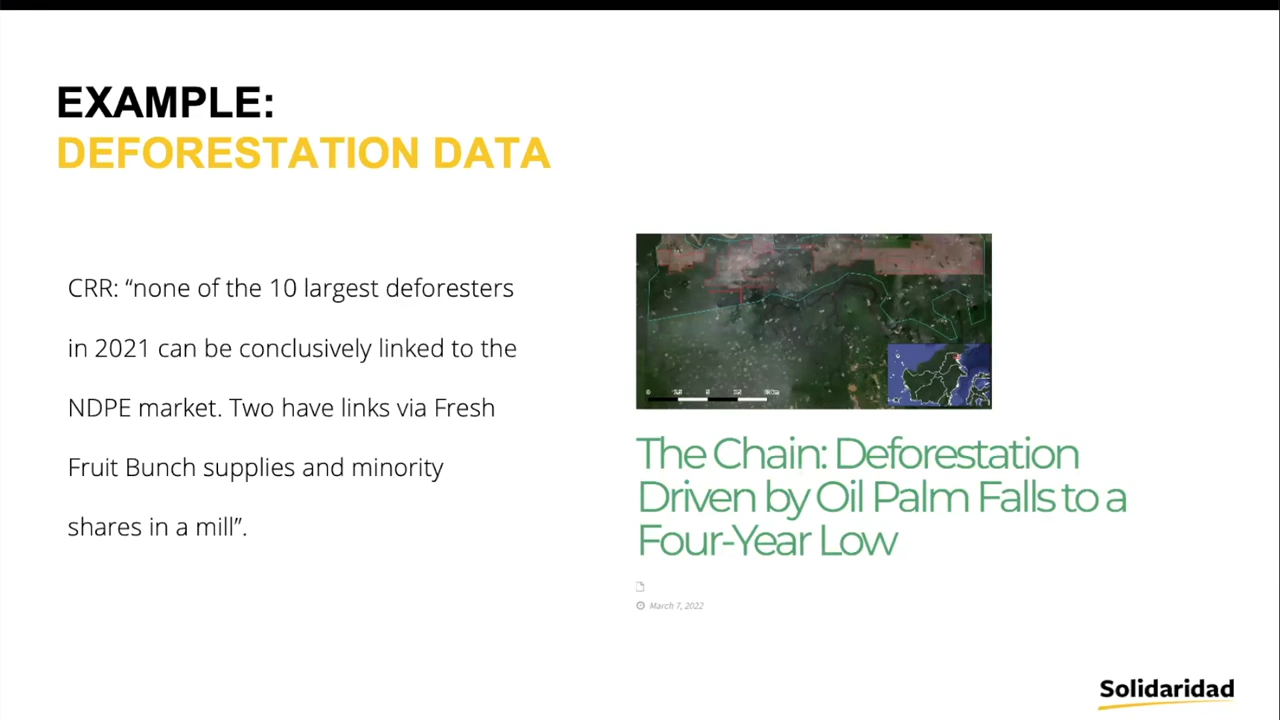 EXAMPLE:
DEFORESTATION DATA
CRR: “none of the 10 largest deforesters
in 2021 can be conclusively linked to the
NDPE market. Two have links via Fresh
Fruit Bunch supplies and minority
shares in a mill”.
The Chain: Deforestation
Driven by Oil Palm Falls to a
Four-Year Low
March 7, 2022
Solidaridad